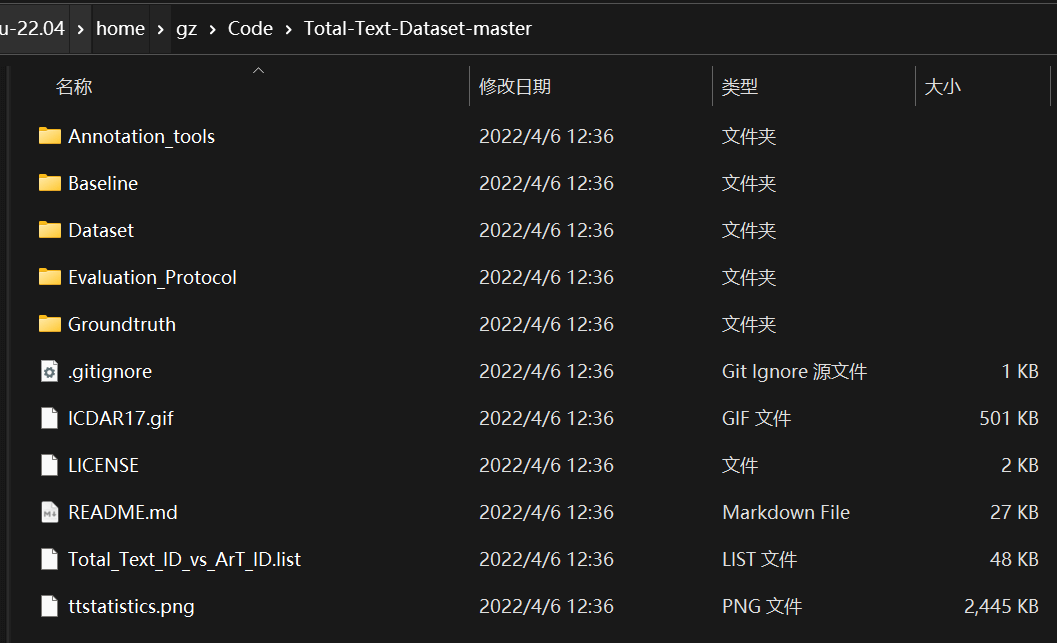 u-22.04 > home > gz > Code > Total-Text-Dataset-master
名称 修改日期 类型 大小
Annotation_tools 2022/4/6 12:36 文件夹
Baseline 2022/4/6 12:36 文件夹
Dataset 2022/4/6 12:36 文件夹
Evaluation_Protocol 2022/4/6 12:36 文件夹
Groundtruth 2022/4/6 12:36 文件夹
.gitignore 2022/4/6 12:36 Git Ignore 源文件 1 KB
ICDAR17.gif 2022/4/6 12:36 GIF 文件 501 KB
LICENSE 2022/4/6 12:36 文件 2 KB
README.md 2022/4/6 12:36 Markdown File 27 KB
Total_Text_ID_vs_ArT_ID.list 2022/4/6 12:36 LIST 文件 48 KB
ttstatistics.png 2022/4/6 12:36 PNG 文件 2,445 KB